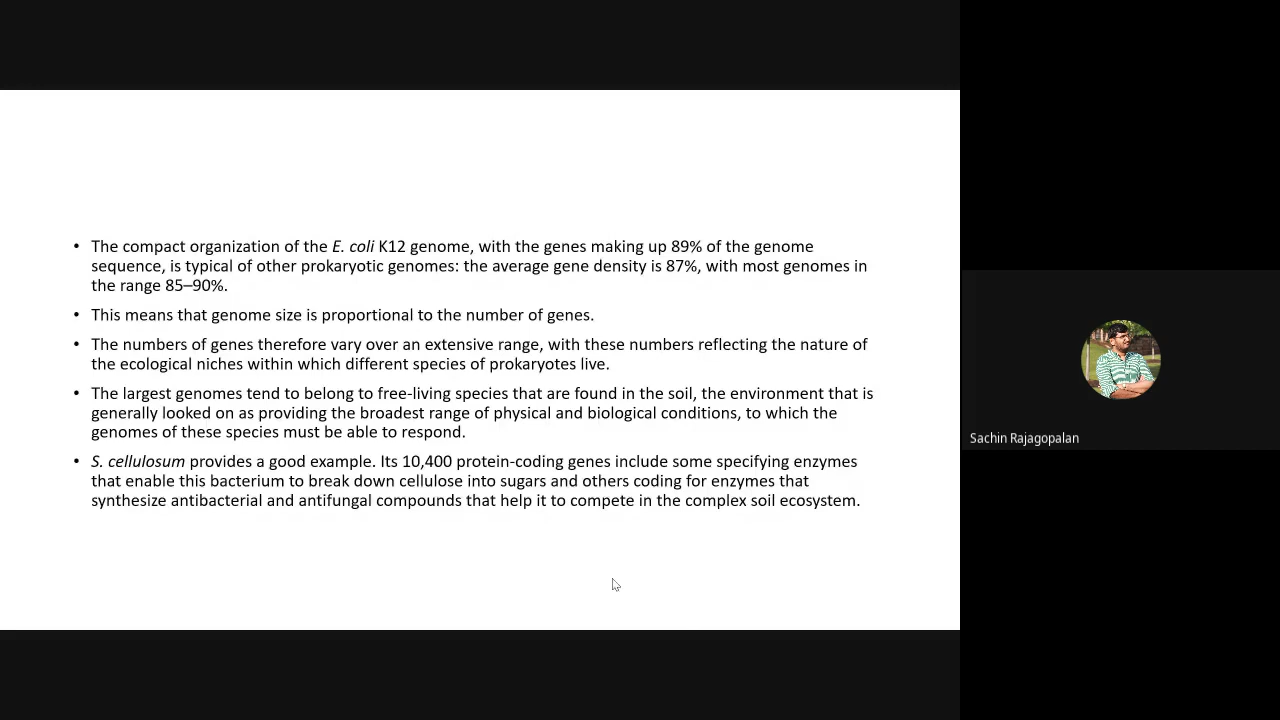 • The compact organization of the E. coli K12 genome, with the genes making up 89% of the genome
sequence, is typical of other prokaryotic genomes: the average gene density is 87%, with most genomes in
the range 85–90%.
• This means that genome size is proportional to the number of genes.
• The numbers of genes therefore vary over an extensive range, with these numbers reflecting the nature of
the ecological niches within which different species of prokaryotes live.
• The largest genomes tend to belong to free-living species that are found in the soil, the environment that is
generally looked on as providing the broadest range of physical and biological conditions, to which the
genomes of these species must be able to respond.
• S. cellulosum provides a good example. Its 10,400 protein-coding genes include some specifying enzymes
that enable this bacterium to break down cellulose into sugars and others coding for enzymes that
synthesize antibacterial and antifungal compounds that help it to compete in the complex soil ecosystem.
Sachin Rajagopalan